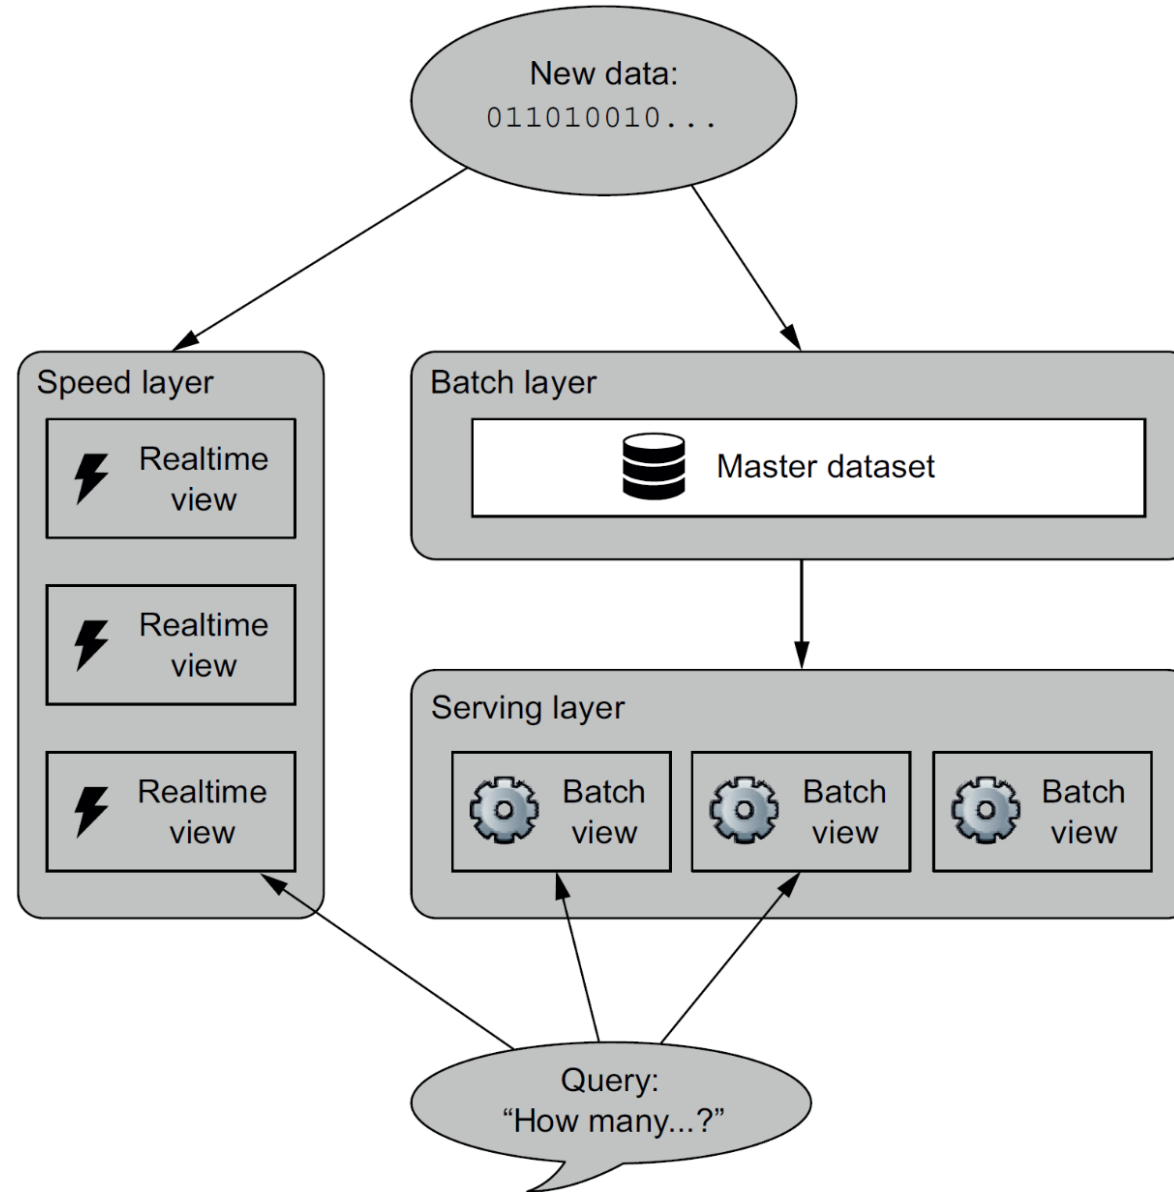 New data:
011010010...
Speed layer
Realtime
view
Realtime
view
Realtime
view
Batch layer
Master dataset
Serving layer
Batch
view
Batch
view
Batch
view
Query:
“How many...?”